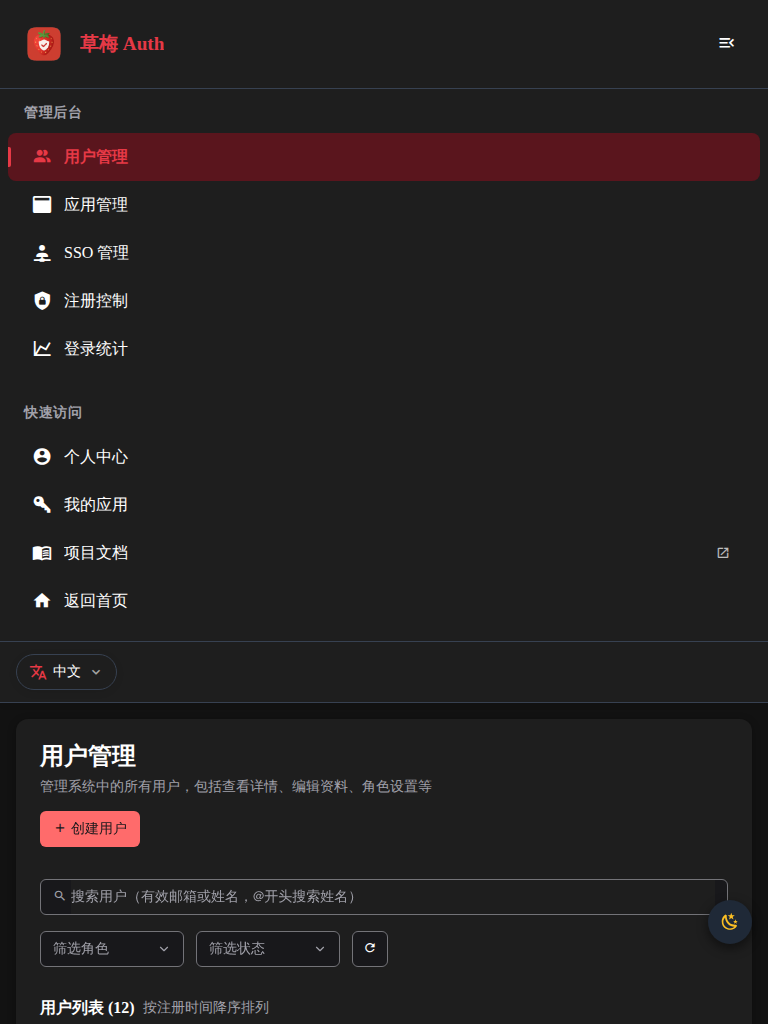 草梅 Auth
管理后台
用户管理
应用管理
SSO 管理
注册控制
登录统计
快速访问
个人中心
我的应用
项目文档
返回首页
中文
用户管理
管理系统中的所有用户，包括查看详情、编辑资料、角色设置等
创建用户
搜索用户（有效邮箱或姓名，@开头搜索姓名）
筛选角色 筛选状态
用户列表 (12) 按注册时间降序排列